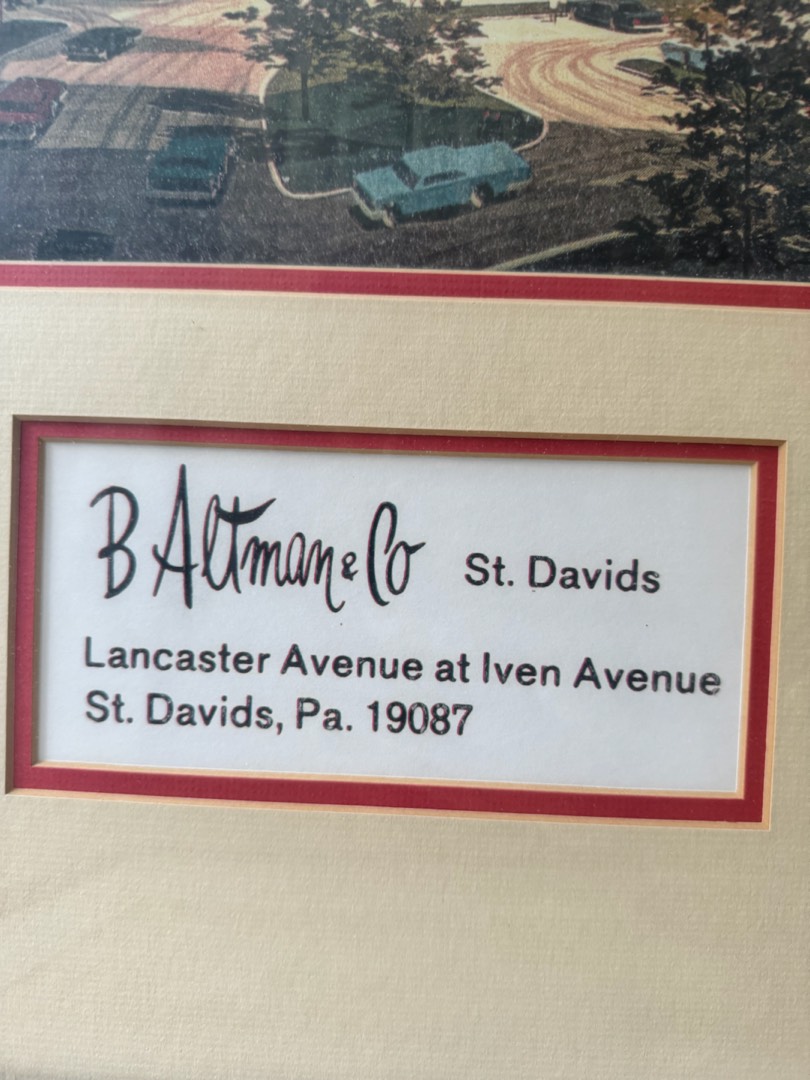 B Altman & Co St. Davids
Lancaster Avenue at Iven Avenue
St. Davids, Pa. 19087